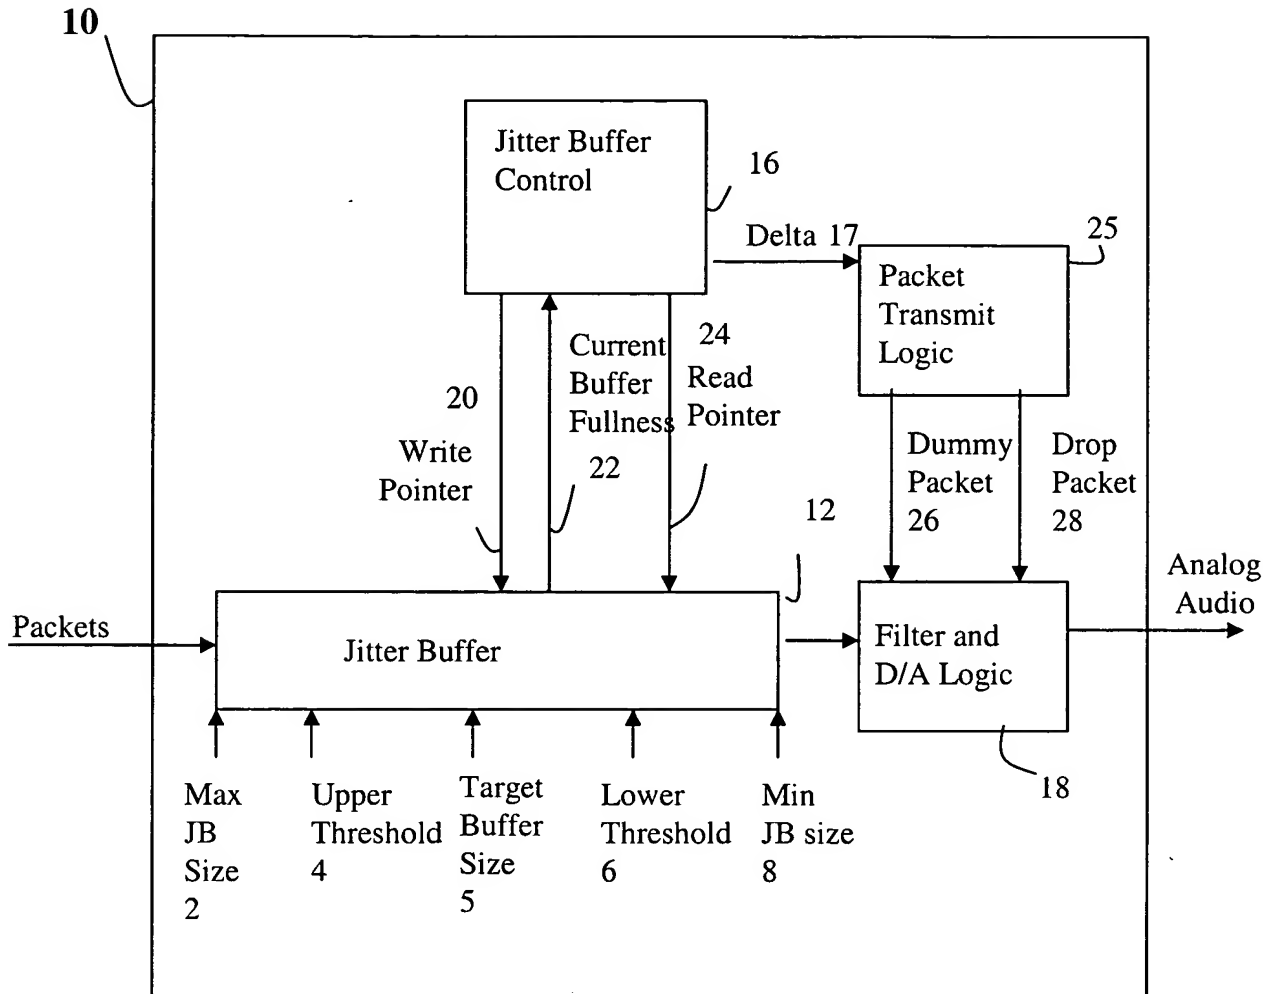 10
Jitter Buffer
Control
16
Delta 17
25
Packet
Transmit
Logic
20
Write
Pointer
Current
Buffer
Fullness
22
24
Read
Pointer
Dummy
Packet
26
Drop
Packet
28
12
Analog
Audio
Packets
Jitter Buffer
Filter and
D/A Logic
18
Max
JB
Size
2
Upper
Threshold
4
Target
Buffer
Size
5
Lower
Threshold
6
Min
JB size
8